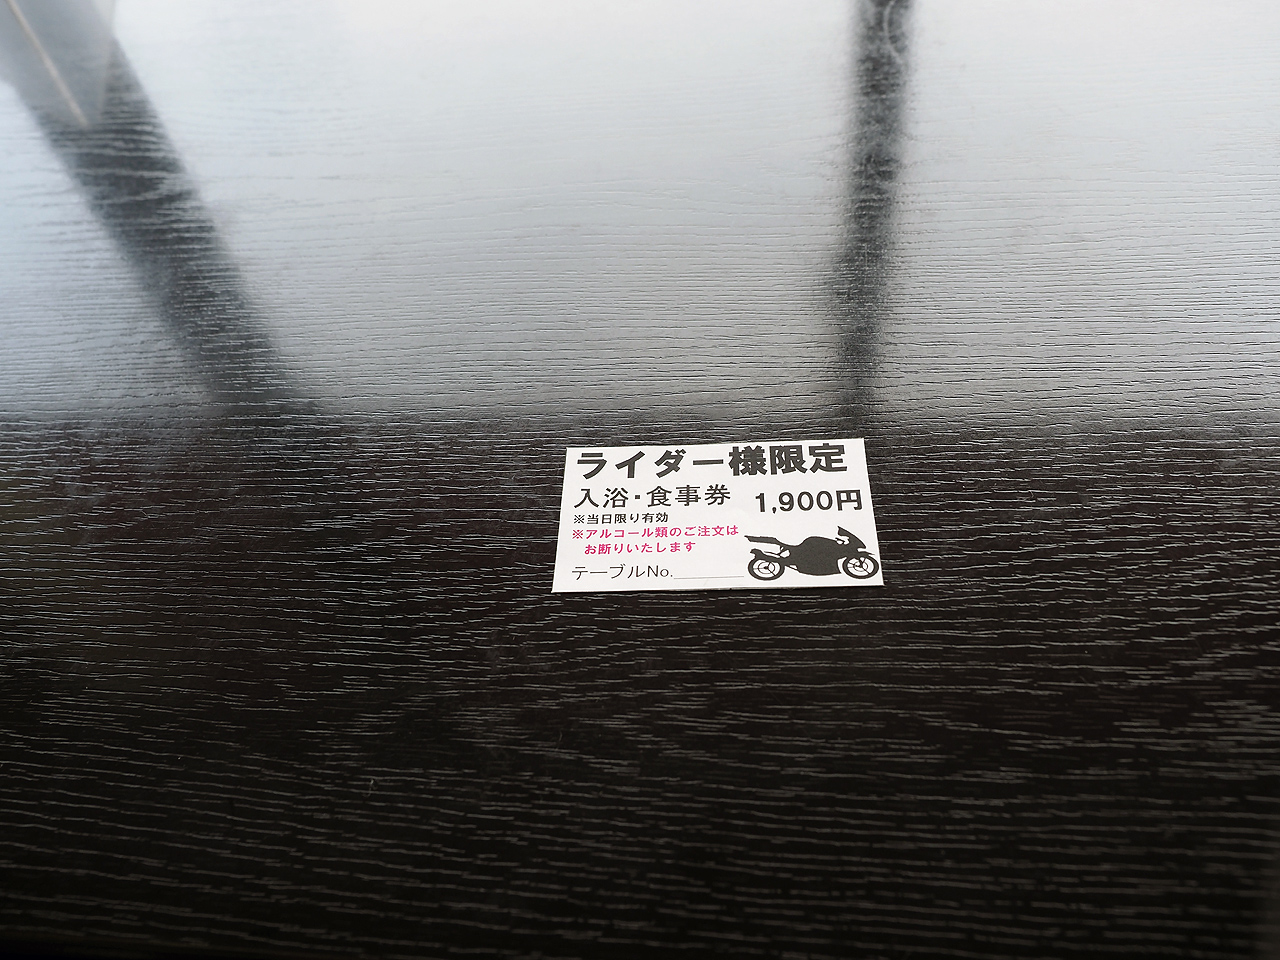 ライダー様限定
入浴・食事券 1,900円
※当日限り有効
※アルコール類のご注文は
お断りいたします
テーブルNo.